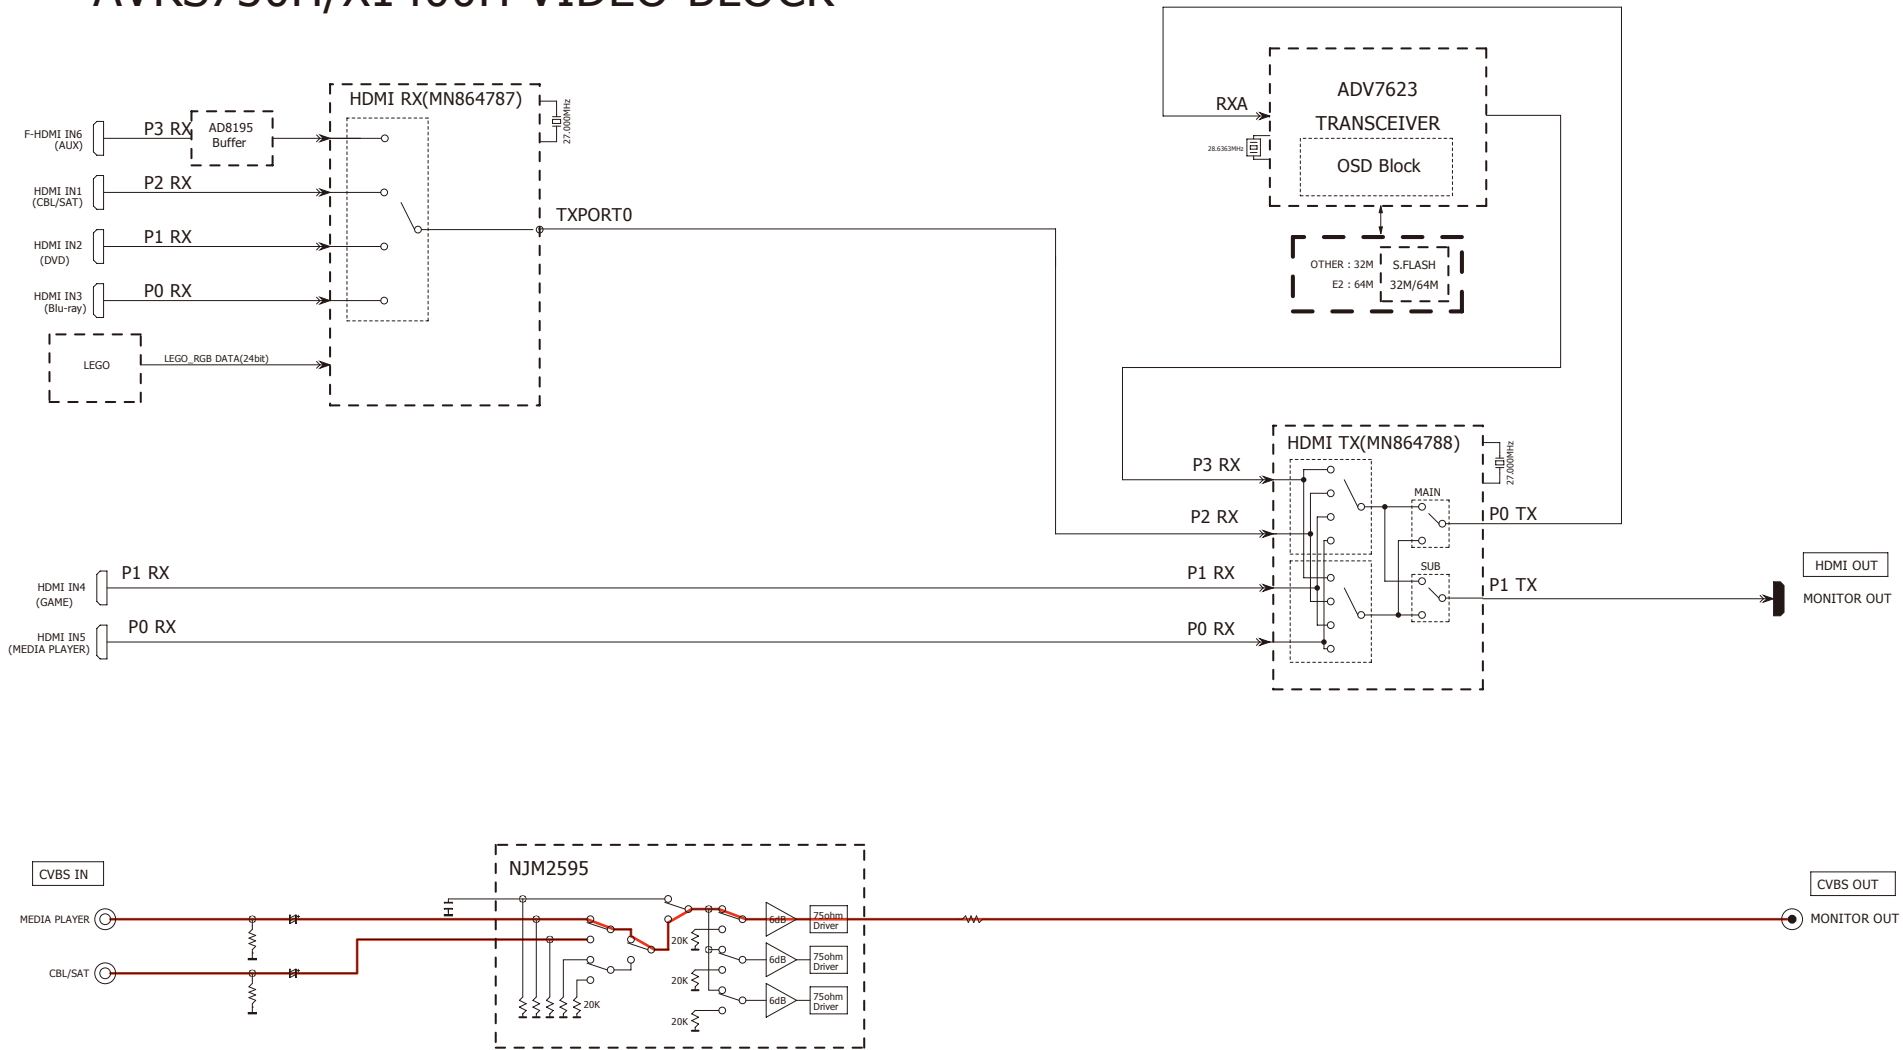 AVRS730H/X1400H VIDEO BLOCK
HDMI RX(MN864787)
27.000MHz
F-HDMI IN6
(AUX)
P3 RX
AD8195
Buffer
HDMI IN1
(CBL/SAT)
P2 RX
HDMI IN2
(DVD)
P1 RX
HDMI IN3
(Blu-ray)
P0 RX
LEGO
LEGO_RGB DATA(24bit)
TXPORT0
RXA
28.6363MHz
ADV7623
TRANSCEIVER
OSD Block
OTHER : 32M
E2 : 64M
S.FLASH
32M/64M
HDMI TX(MN864788)
27.000MHz
P3 RX
P2 RX
P1 RX
P0 RX
MAIN
SUB
P0 TX
P1 TX
HDMI OUT
MONITOR OUT
HDMI IN4
(GAME)
P1 RX
HDMI IN5
(MEDIA PLAYER)
P0 RX
CVBS IN
MEDIA PLAYER
CBL/SAT
NJM2595
20K
20K
20K
20K
6dB
75ohm
Driver
6dB
75ohm
Driver
6dB
75ohm
Driver
CVBS OUT
MONITOR OUT